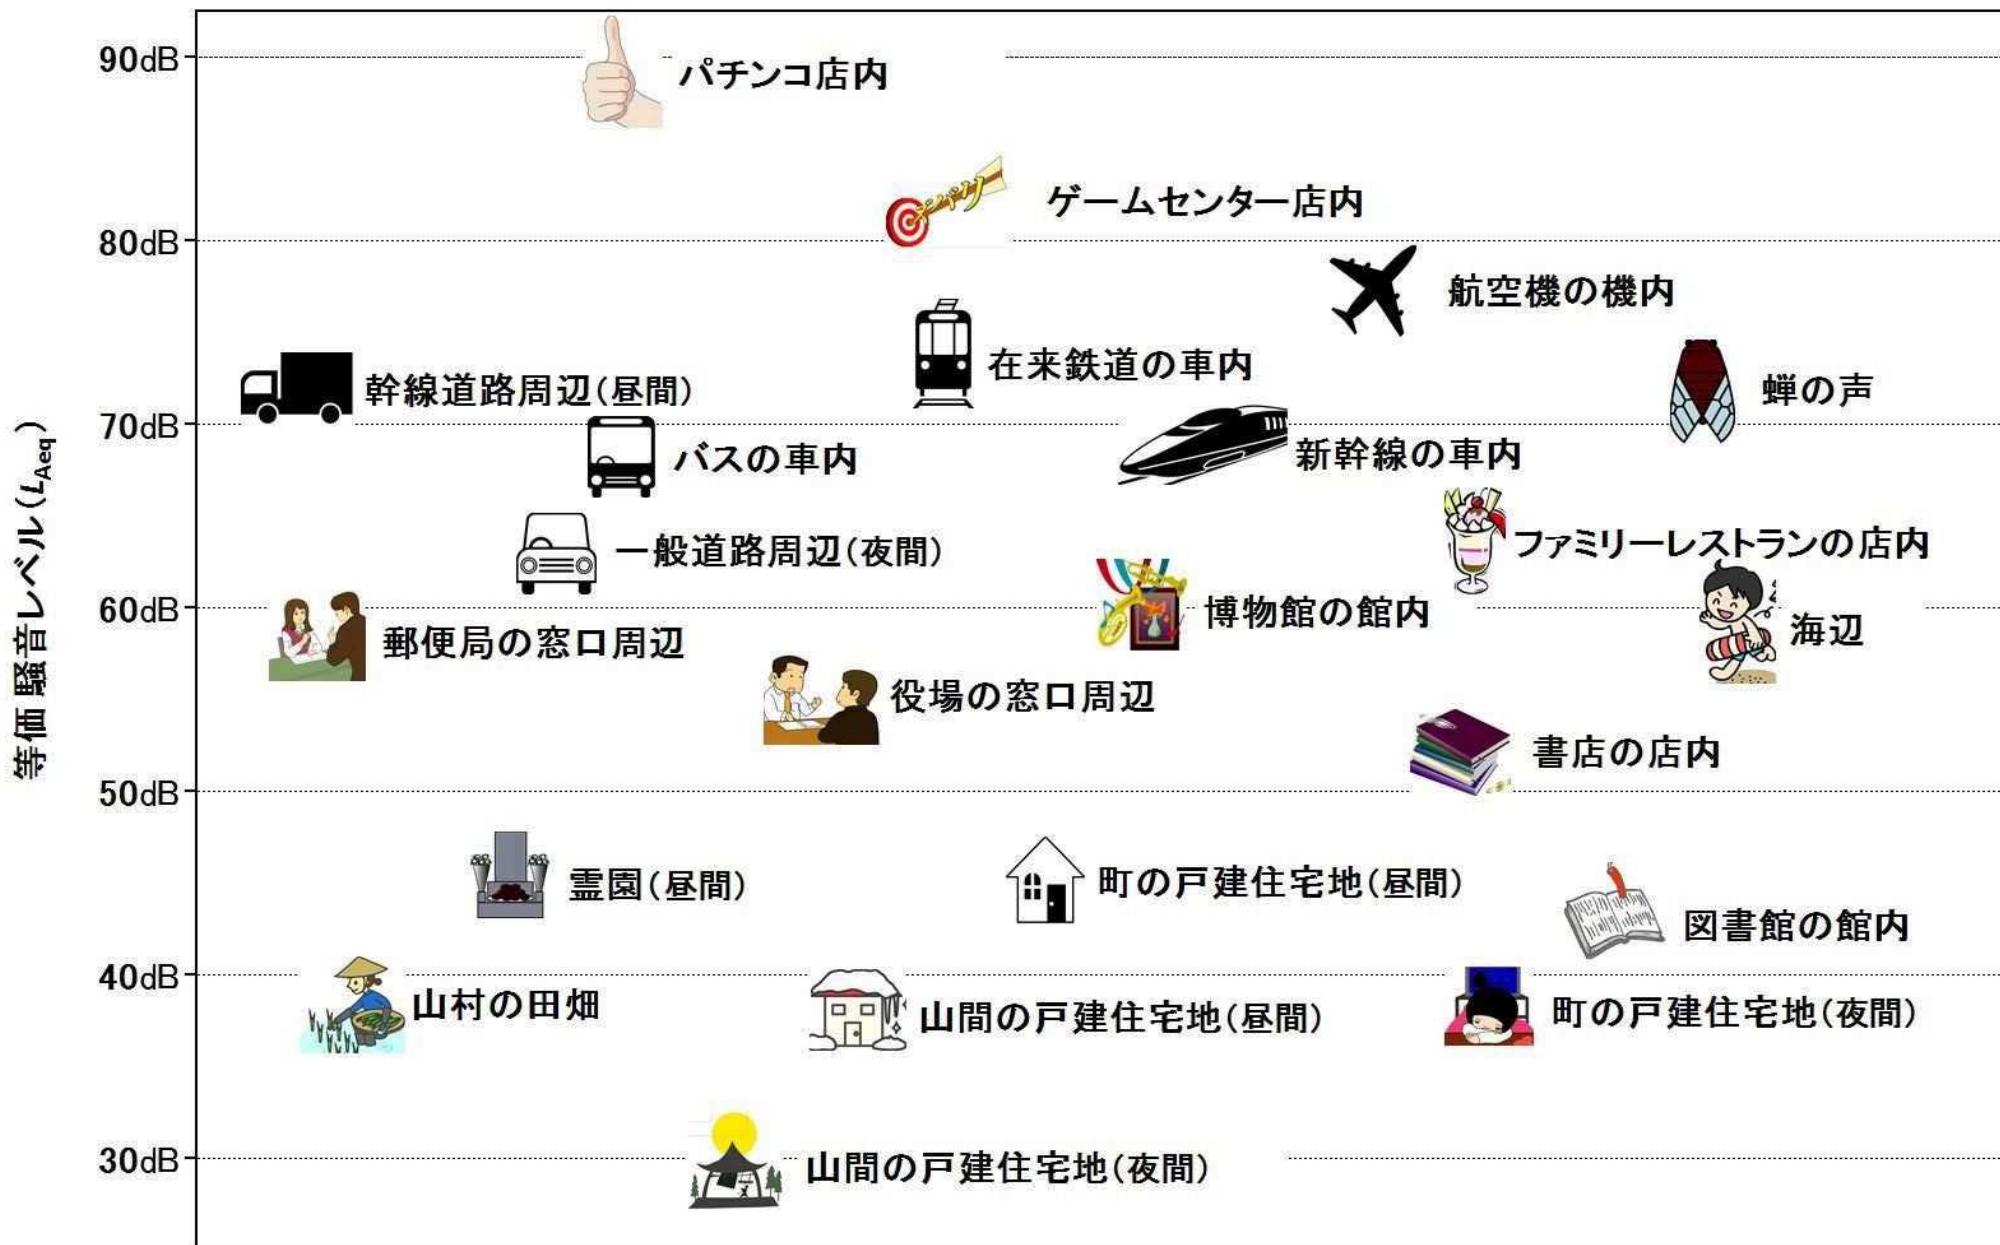 90dB
パチンコ店内
ゲームセンター店内
80dB
航空機の機内
在来鉄道の車内
幹線道路周辺(昼間)
蝉の声
70dB
バスの車内
新幹線の車内
一般道路周辺(夜間)
ファミリーレストランの店内
60dB
博物館の館内
郵便局の窓口周辺
海辺
役場の窓口周辺
書店の店内
50dB
霊園(昼間)
町の戸建住宅地(昼間)
図書館の館内
40dB
山村の田畑
山間の戸建住宅地(昼間)
町の戸建住宅地(夜間)
30dB
山間の戸建住宅地(夜間)
等価騒音レベル(LAeq)